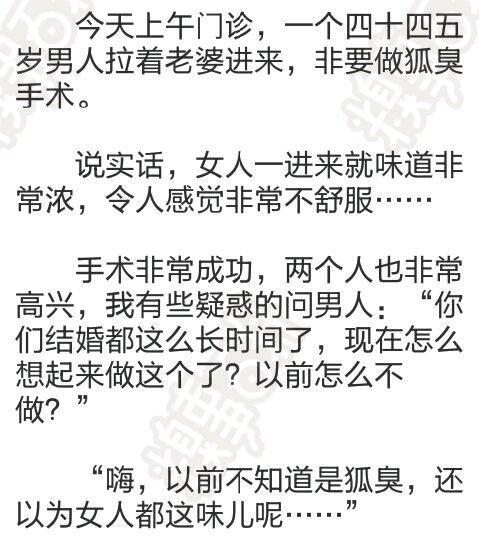 今天上午门诊，一个四十四五
岁男人拉着老婆进来，非要做狐臭
手术。
说实话，女人一进来就味道非
常浓，令人感觉非常不舒服……
手术非常成功，两个人也非常
高兴，我有些疑惑的问男人：“你
们结婚都这么长时间了，现在怎么
想起来做这个了？以前怎么不
做？”
“嗨，以前不知道是狐臭，还
以为女人都这味儿呢……”